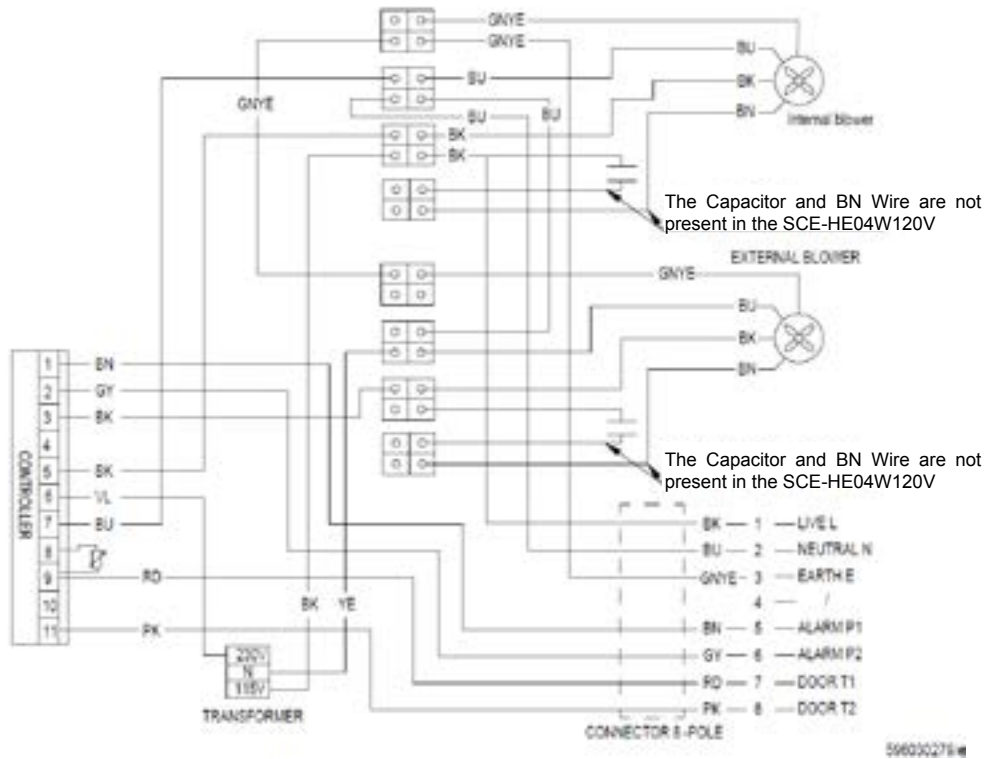 GNYE
GNYE
BU
BU
BK
GNYE
BN
BU
BU
BK
Internal blower
BK
The Capacitor and BN Wire are not
present in the SCE-HE04W120V
EXTERNAL BLOWER
GNYE
BU
BK
BN
The Capacitor and BN Wire are not
present in the SCE-HE04W120V
CONTROLLER
1 BN
2 GY
3 BK
4
5 BK
6 VL
7 BU
8
9 RD
10
11 PK
BK YE
230V
N
115V
TRANSFORMER
BK 1 LIVE L
BU 2 NEUTRAL N
GNYE 3 EARTH E
4 /
BN 5 ALARM P1
GY 6 ALARM P2
RD 7 DOOR T1
PK 8 DOOR T2
CONNECTOR 8-POLE